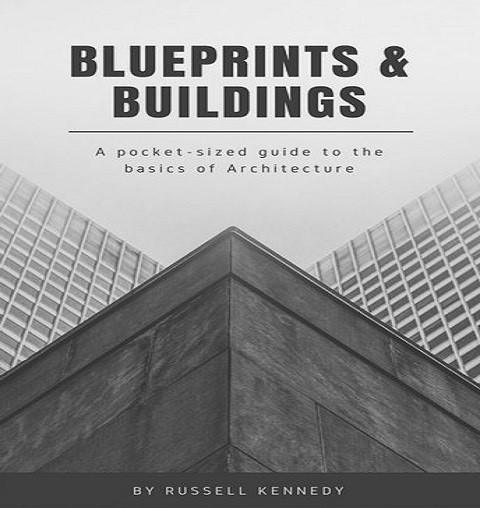 BLUEPRINTS &
BUILDINGS
A pocket-sized guide to the
basics of Architecture
BY RUSSELL KENNEDY